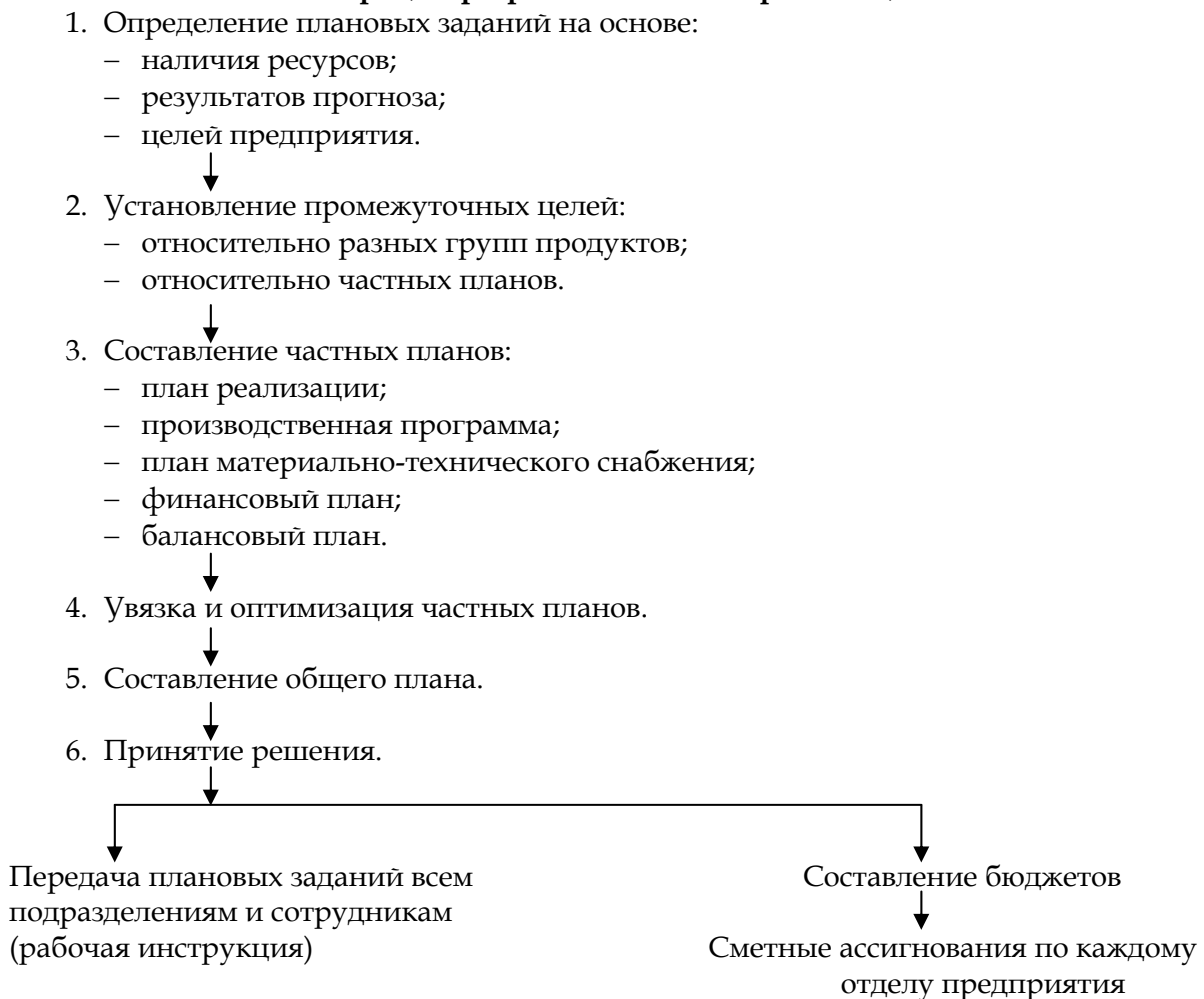 1. Определение плановых заданий на основе:
– наличия ресурсов;
– результатов прогноза;
– целей предприятия.
2. Установление промежуточных целей:
– относительно разных групп продуктов;
– относительно частных планов.
3. Составление частных планов:
– план реализации;
– производственная программа;
– план материально-технического снабжения;
– финансовый план;
– балансовый план.
4. Увязка и оптимизация частных планов.
5. Составление общего плана.
6. Принятие решения.
Передача плановых заданий всем
подразделениям и сотрудникам
(рабочая инструкция)
Составление бюджетов
Сметные ассигнования по каждому
отделу предприятия